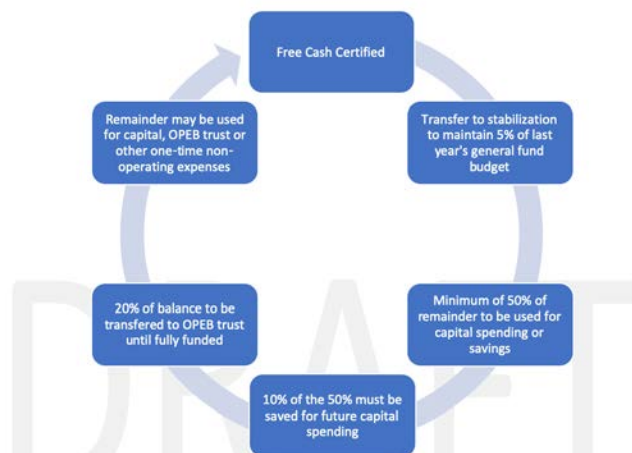 Free Cash Certified
Transfer to stabilization
to maintain 5% of last
year's general fund
budget
Minimum of 50% of
remainder to be used for
capital spending or
savings
10% of the 50% must be
saved for future capital
spending
20% of balance to be
transfered to OPEB trust
until fully funded
Remainder may be used
for capital, OPEB trust or
other one-time non-
operating expenses
DRAFT